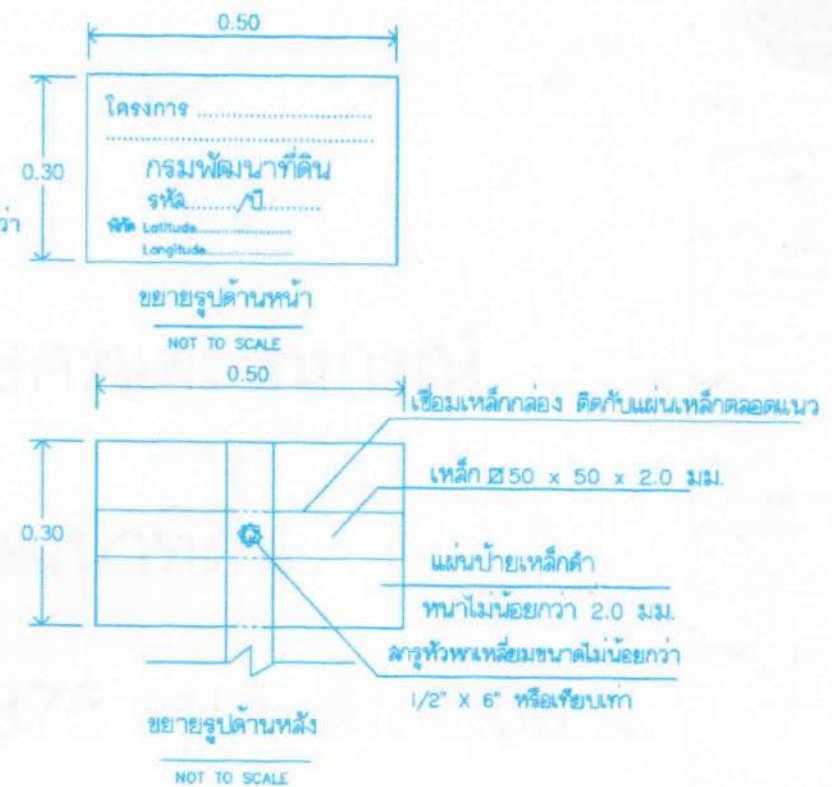 0.50
0.30
โครงการ ........................................
................................................................
กรมพัฒนาที่ดิน
รหัส........./ปี............
พิกัด Latitude......................
Longitude......................
ว่า
ขยายรูปด้านหน้า
NOT TO SCALE
0.50
0.30
เชื่อมเหล็กกล่อง ติดกับแผ่นเหล็กตลอดแนว
เหล็ก 50 x 50 x 2.0 มม.
แผ่นป้ายเหล็กดำ
หนาไม่น้อยกว่า 2.0 มม.
สกรูหัวหกเหลี่ยมขนาดไม่น้อยกว่า
1/2" X 6" หรือเทียบเท่า
ขยายรูปด้านหลัง
NOT TO SCALE